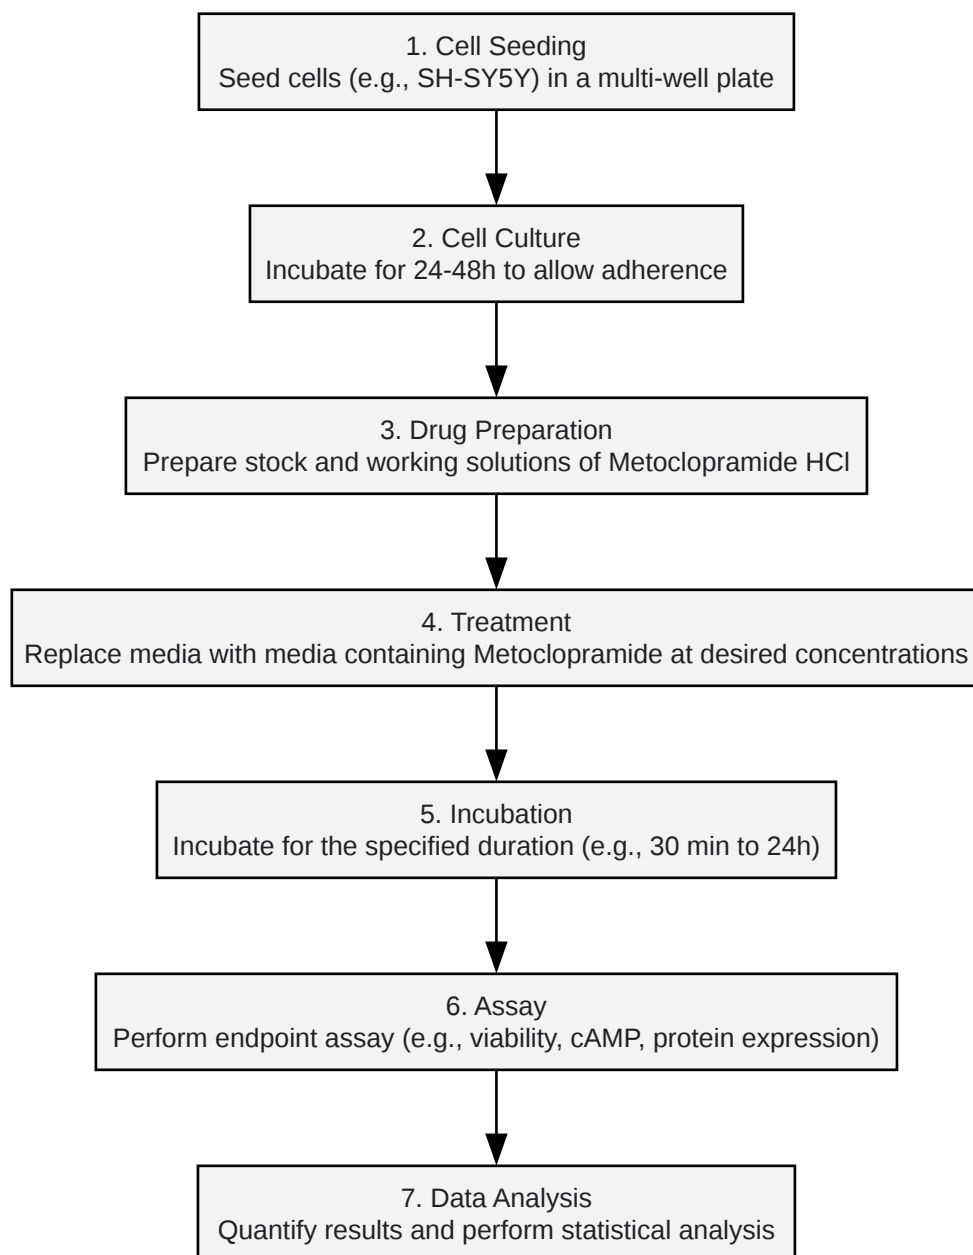 1. Cell Seeding
Seed cells (e.g., SH-SY5Y) in a multi-well plate
2. Cell Culture
Incubate for 24-48h to allow adherence
3. Drug Preparation
Prepare stock and working solutions of Metoclopramide HCl
4. Treatment
Replace media with media containing Metoclopramide at desired concentrations
5. Incubation
Incubate for the specified duration (e.g., 30 min to 24h)
6. Assay
Perform endpoint assay (e.g., viability, cAMP, protein expression)
7. Data Analysis
Quantify results and perform statistical analysis